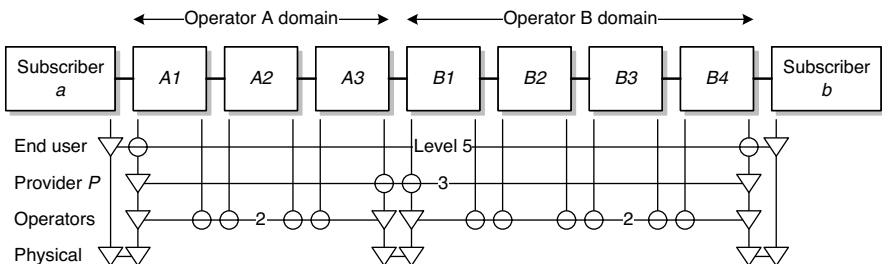 Operator A domain Operator B domain
Subscriber a A1 A2 A3 B1 B2 B3 B4 Subscriber b
End user Level 5
Provider P 3
Operators 2 2
Physical